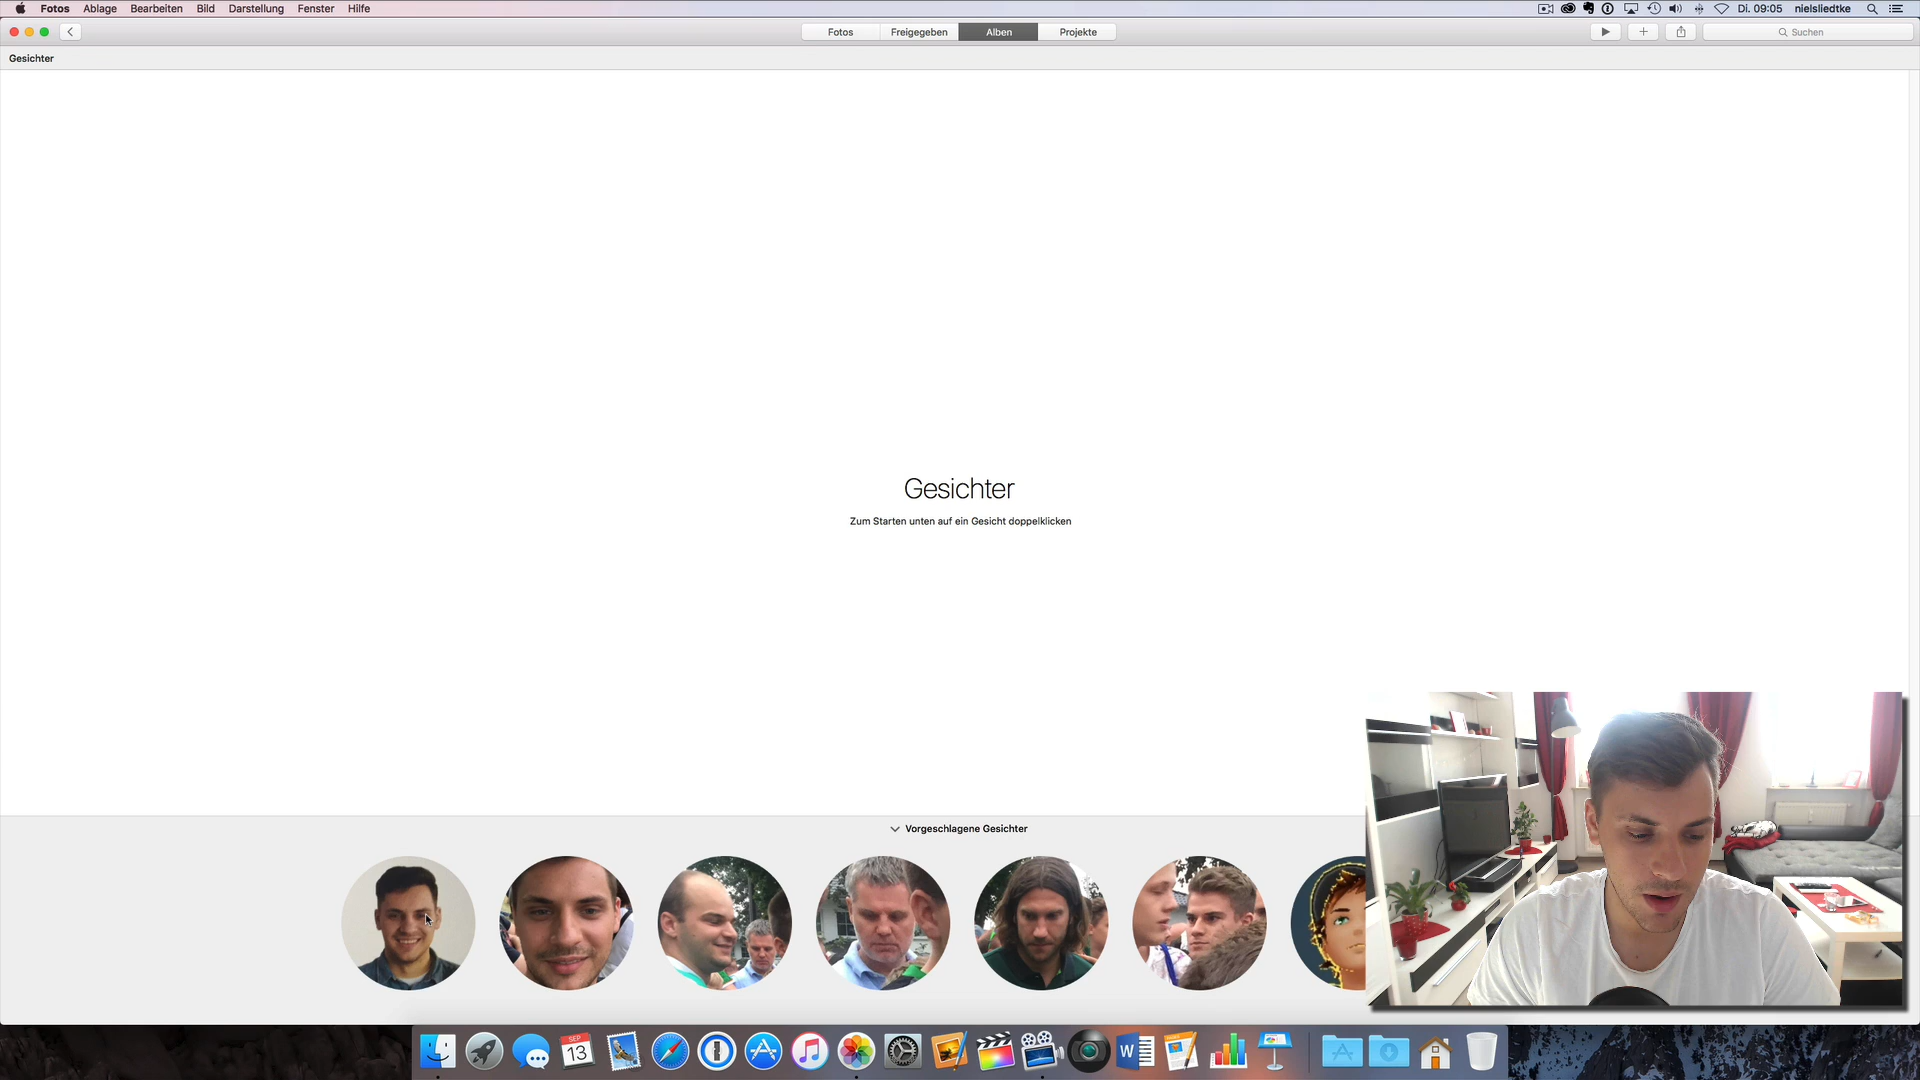 Fotos Ablage Bearbeiten Bild Darstellung Fenster Hilfe Di. 09:05 nielsliedtke
Fotos Freigegeben Alben Projekte Suchen
Gesichter
Gesichter
Zum Starten unten auf ein Gesicht doppelklicken
Vorgeschlagene Gesichter
SEP
13
W